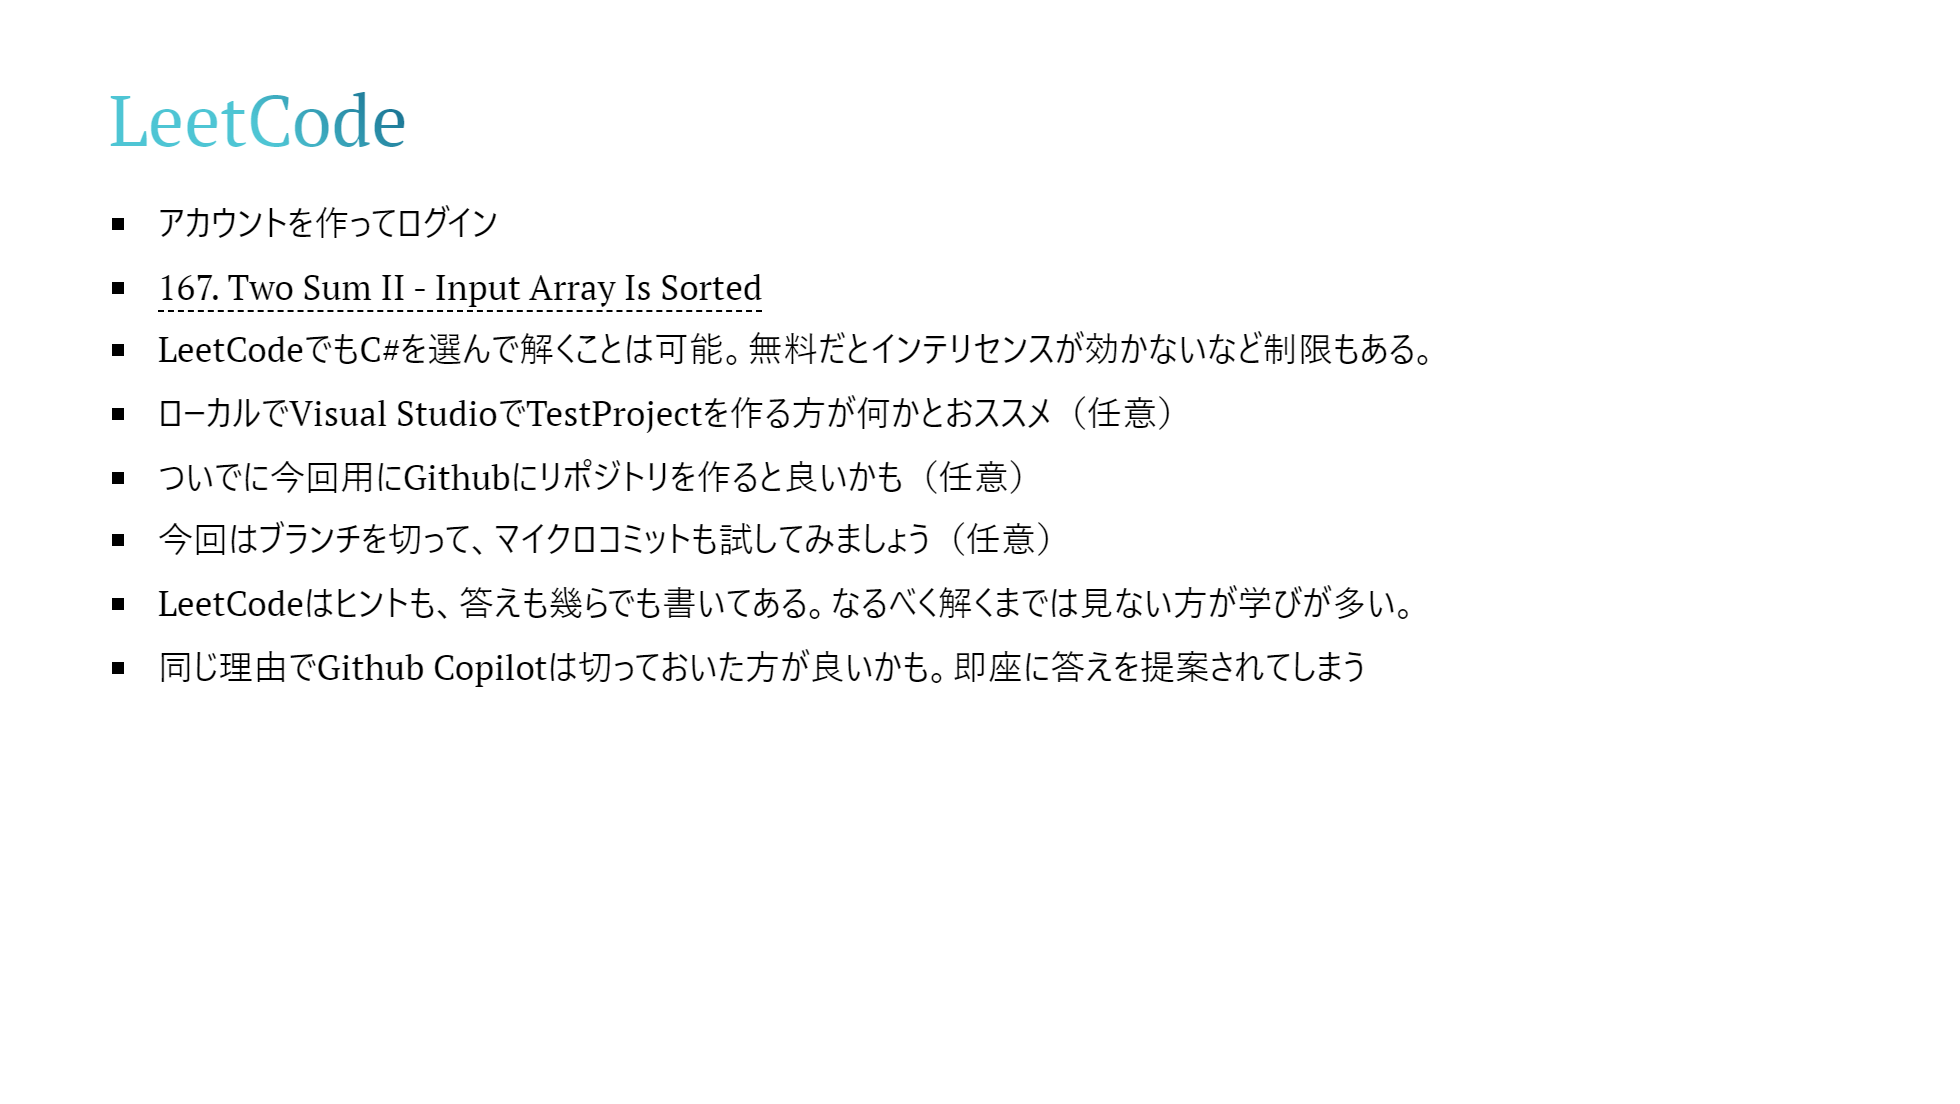 LeetCode
アカウントを作ってログイン
167. Two Sum II - Input Array Is Sorted
LeetCodeでもC#を選んで解くことは可能。無料だとインテリセンスが効かないなど制限もある。
ローカルでVisual StudioでTestProjectを作る方が何かとおススメ（任意）
ついでに今回用にGithubにリポジトリを作ると良いかも（任意）
今回はブランチを切って、マイクロコミットも試してみましょう（任意）
LeetCodeはヒントも、答えも幾らでも書いてある。なるべく解くまでは見ない方が学びが多い。
同じ理由でGithub Copilotは切っておいた方が良いかも。即座に答えを提案されてしまう